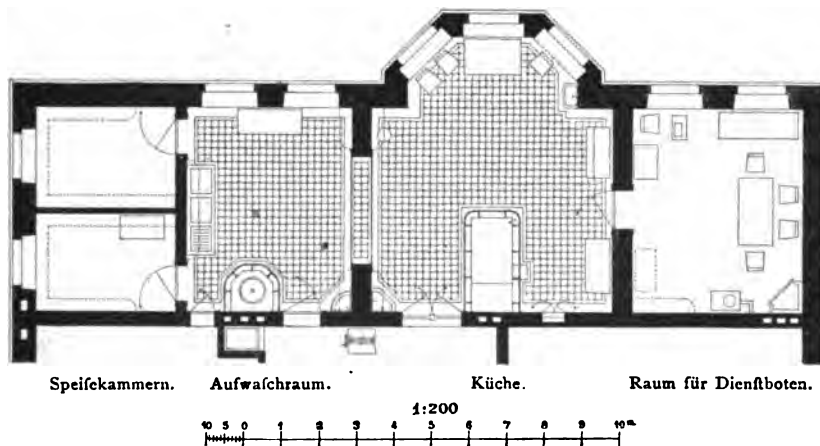 Speiſekammern. Aufwaſchraum. Küche. Raum für Dienſtboten.
1:200
10 5 0 1 2 3 4 5 6 7 8 9 10 m